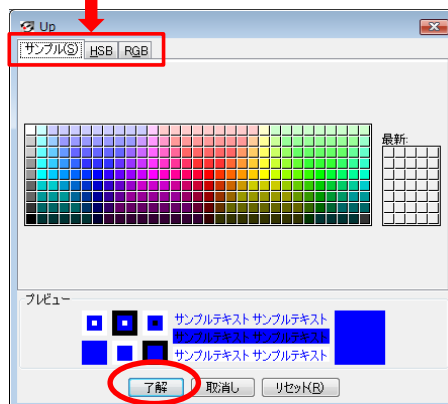 Up
サンプル(S) HSB RGB
最新:
プレビュー
サンプルテキスト サンプルテキスト
サンプルテキスト サンプルテキスト
サンプルテキスト サンプルテキスト
了解 取消し リセット(R)